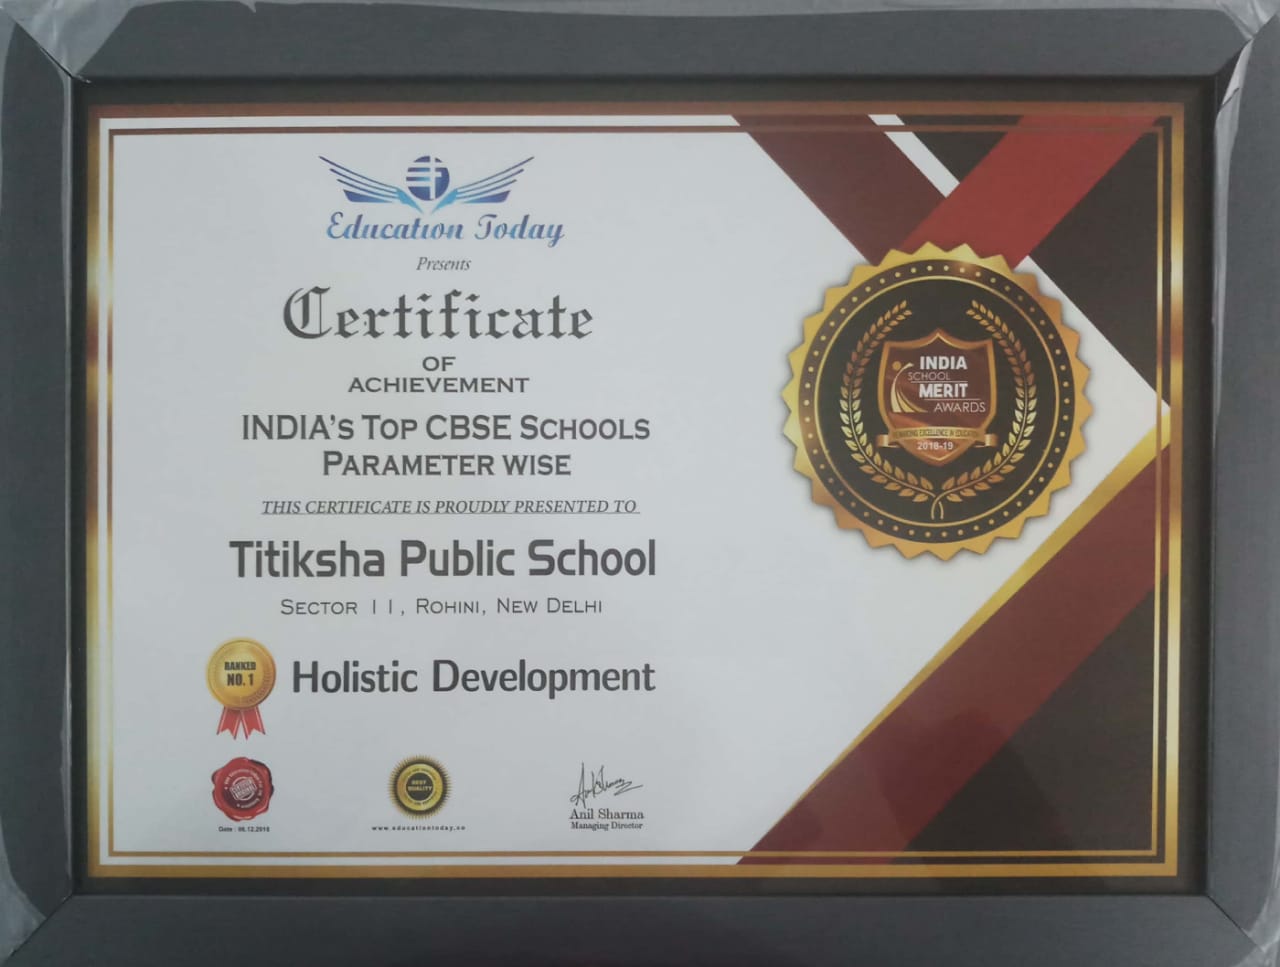 Education Today
Presents
Certificate
OF
ACHIEVEMENT
INDIA'S TOP CBSE SCHOOLS
PARAMETER WISE
THIS CERTIFICATE IS PROUDLY PRESENTED TO
Titiksha Public School
SECTOR 11, ROHINI, NEW DELHI
RANKED
NO. 1
Holistic Development
INDIA
SCHOOL
MERIT
AWARDS
EXCELLENCE IN EDUCATION
2018-19
BEST
QUALITY
Date : 06.12.2018
www.educationtoday.co
Anil Sharma
Managing Director